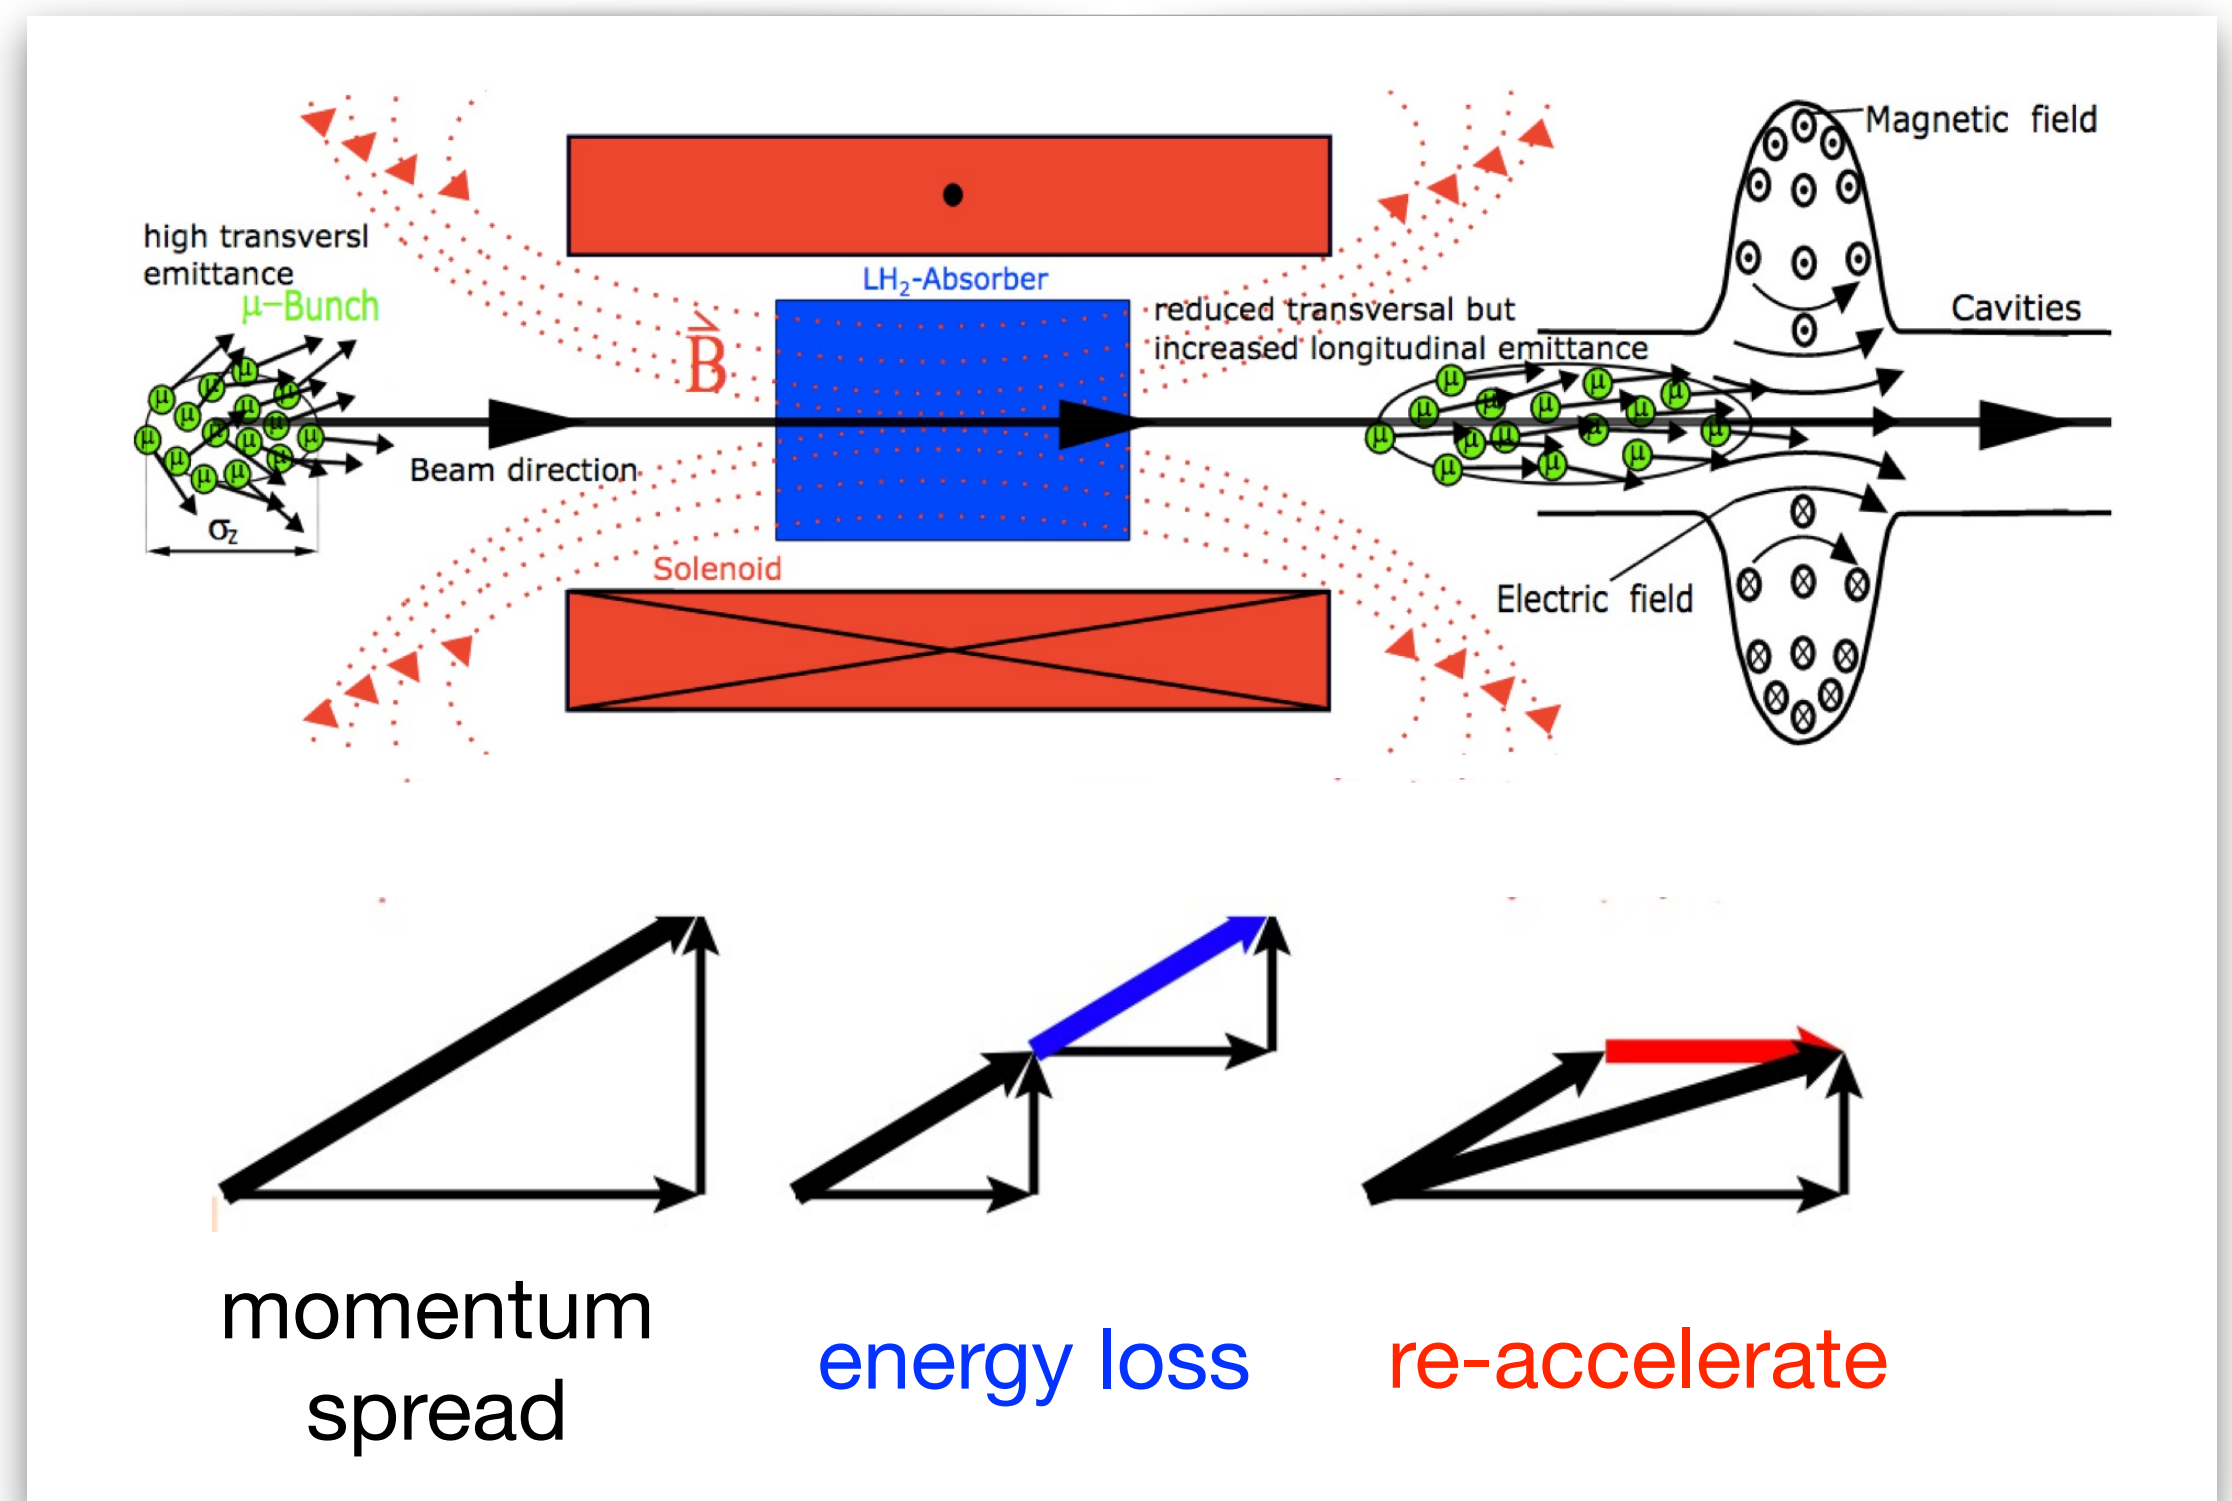 Magnetic field
high transversl
emittance
μ-Bunch
LH₂-Absorber
reduced transversal but
increased longitudinal emittance
Cavities
B
μ μ μ μ μ μ μ μ μ μ μ μ μ μ μ
μ μ μ μ μ μ μ μ μ μ μ μ μ μ μ
Beam direction
σz
Solenoid
Electric field
momentum
spread
energy loss
re-accelerate